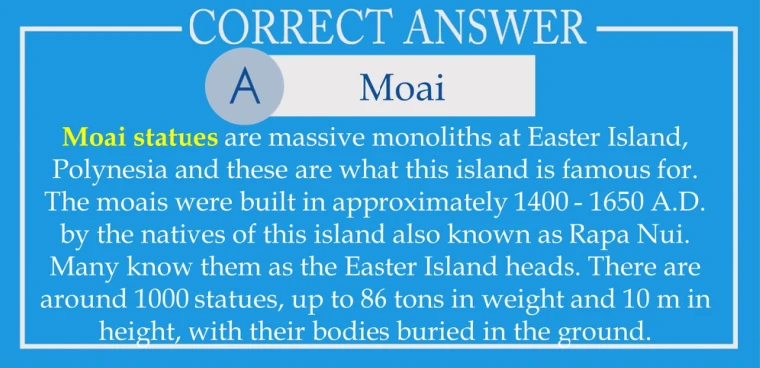 CORRECT ANSWER
A Moai
Moai statues are massive monoliths at Easter Island,
Polynesia and these are what this island is famous for.
The moais were built in approximately 1400 - 1650 A.D.
by the natives of this island also known as Rapa Nui.
Many know them as the Easter Island heads. There are
around 1000 statues, up to 86 tons in weight and 10 m in
height, with their bodies buried in the ground.